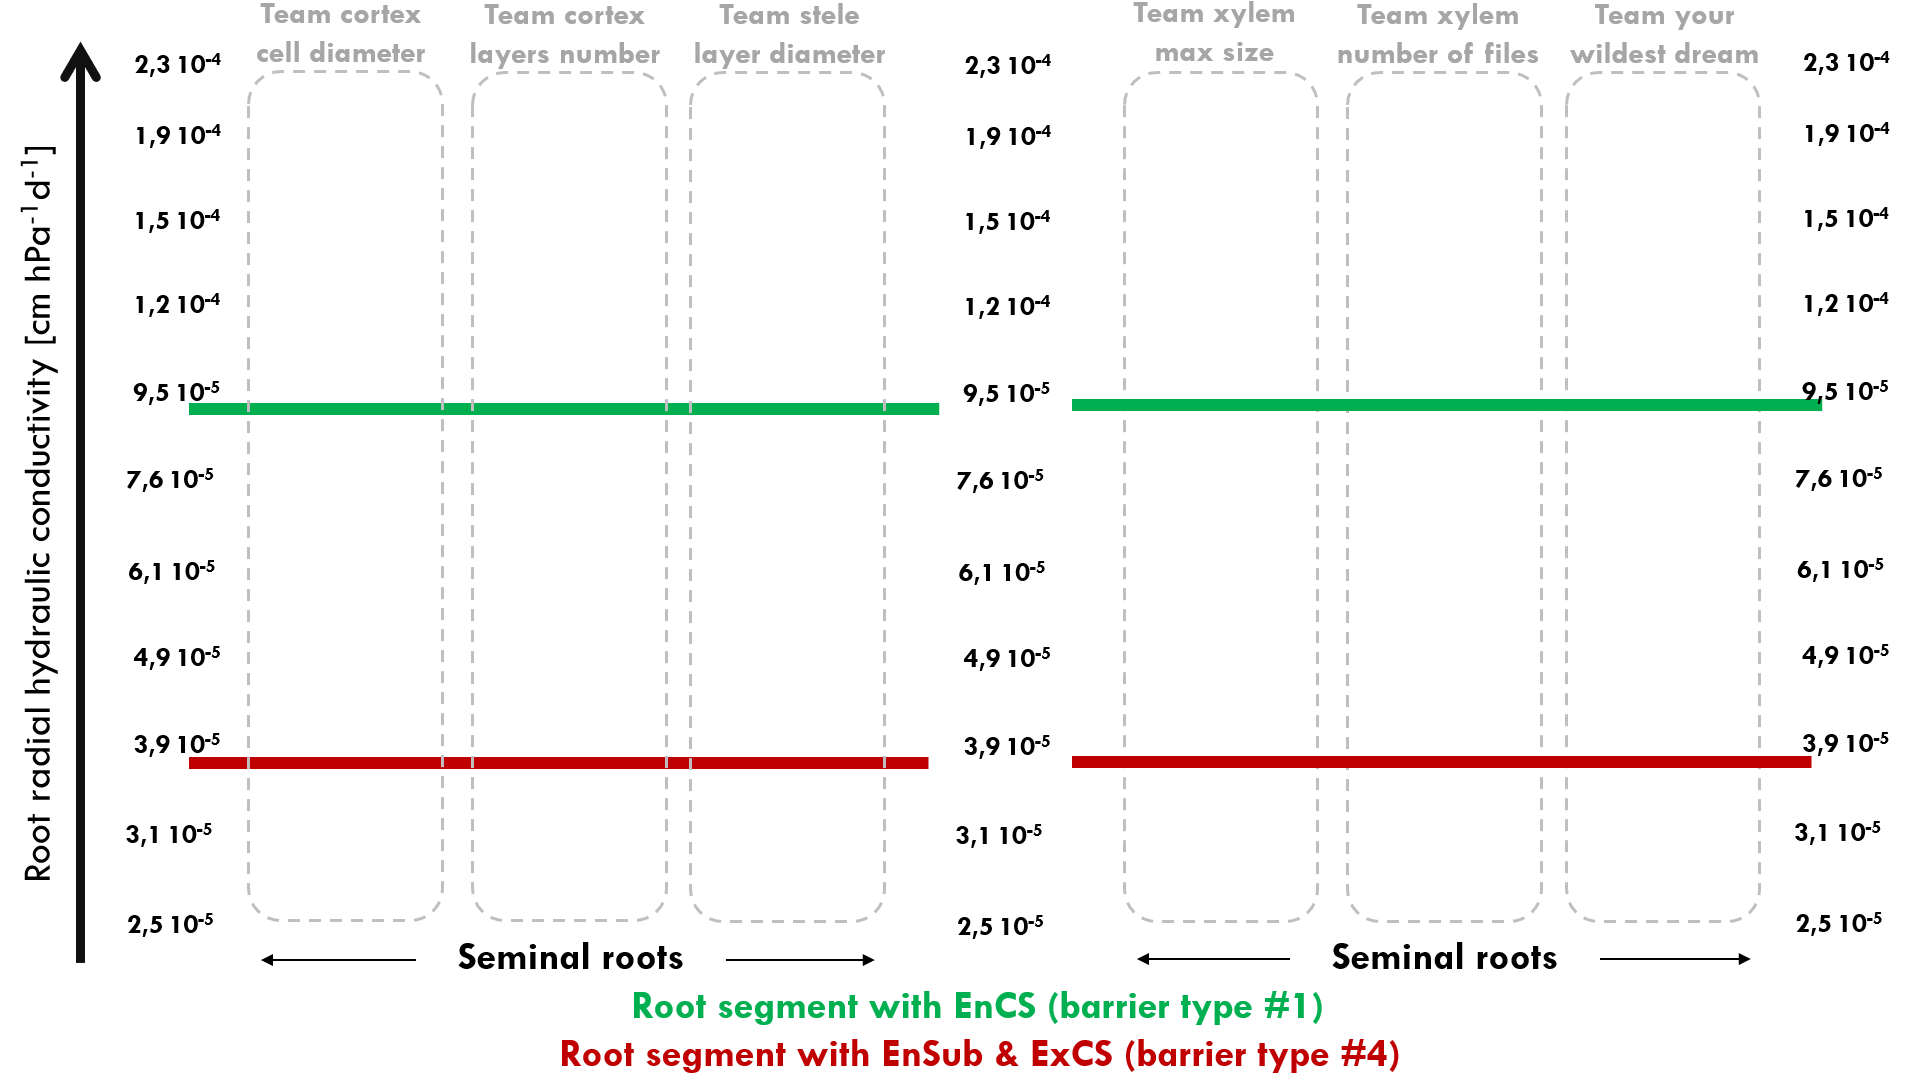 Team cortex
cell diameter
Team cortex
layers number
Team stele
layer diameter
Team xylem
max size
Team xylem
number of files
Team your
wildest dream
Root radial hydraulic conductivity [cm hPa⁻¹ d⁻¹]
2,3 10⁻⁴
1,9 10⁻⁴
1,5 10⁻⁴
1,2 10⁻⁴
9,5 10⁻⁵
7,6 10⁻⁵
6,1 10⁻⁵
4,9 10⁻⁵
3,9 10⁻⁵
3,1 10⁻⁵
2,5 10⁻⁵
2,3 10⁻⁴
1,9 10⁻⁴
1,5 10⁻⁴
1,2 10⁻⁴
9,5 10⁻⁵
7,6 10⁻⁵
6,1 10⁻⁵
4,9 10⁻⁵
3,9 10⁻⁵
3,1 10⁻⁵
2,5 10⁻⁵
2,3 10⁻⁴
1,9 10⁻⁴
1,5 10⁻⁴
1,2 10⁻⁴
9,5 10⁻⁵
7,6 10⁻⁵
6,1 10⁻⁵
4,9 10⁻⁵
3,9 10⁻⁵
3,1 10⁻⁵
2,5 10⁻⁵
Seminal roots
Seminal roots
Root segment with EnCS (barrier type #1)
Root segment with EnSub & ExCS (barrier type #4)